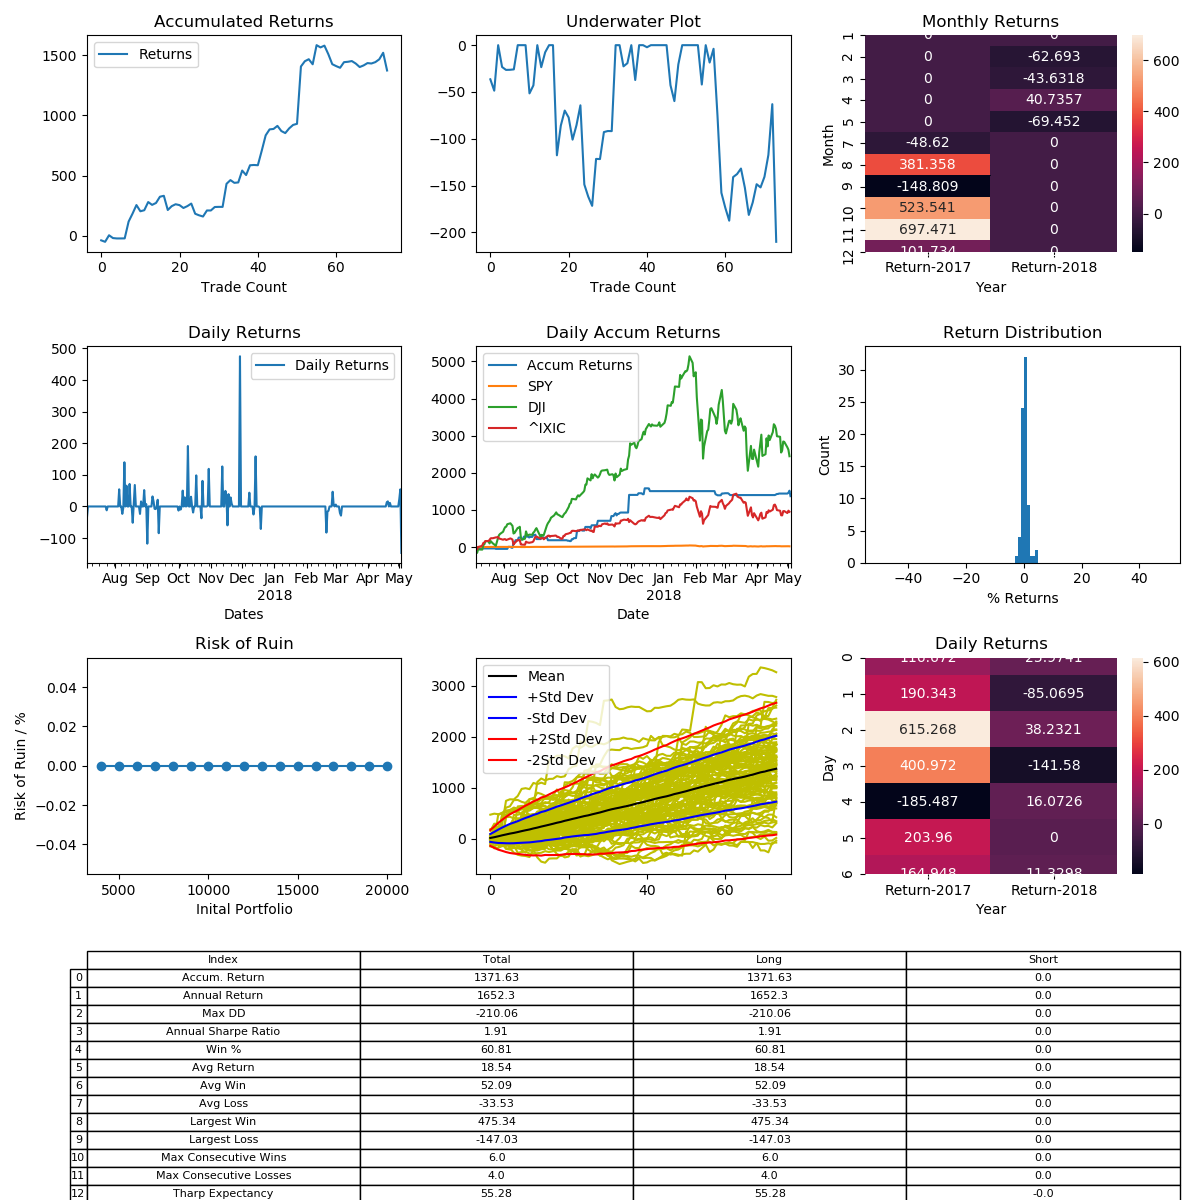 Accumulated Returns
Returns
0
500
1000
1500
0 20 40 60
Trade Count
Underwater Plot
0
−50
−100
−150
−200
0 20 40 60
Trade Count
Monthly Returns
1 0 0
2 0 -62.693
3 0 -43.6318
4 0 40.7357
5 0 -69.452
7 -48.62 0
8 381.358 0
9 -148.809 0
10 523.541 0
11 697.471 0
12 101.734 0
Month
Return-2017 Return-2018
Year
600
400
200
0
Daily Returns
Daily Returns
500
400
300
200
100
0
−100
Aug Sep Oct Nov Dec Jan Feb Mar Apr May
2018
Dates
Daily Accum Returns
Accum Returns
SPY
DJI
^IXIC
5000
4000
3000
2000
1000
0
Aug Sep Oct Nov Dec Jan Feb Mar Apr May
2018
Date
Return Distribution
Count
30
25
20
15
10
5
0
−40 −20 0 20 40
% Returns
Risk of Ruin
Risk of Ruin / %
0.04
0.02
0.00
−0.02
−0.04
5000 10000 15000 20000
Inital Portfolio
Mean
+Std Dev
-Std Dev
+2Std Dev
-2Std Dev
3000
2000
1000
0
0 20 40 60
Daily Returns
Day
0
1 190.343 -85.0695
2 615.268 38.2321
3 400.972 -141.58
4 -185.487 16.0726
5 203.96 0
6 164.948 11.3298
Return-2017 Return-2018
Year
600
400
200
0
Index Total Long Short
0 Accum. Return 1371.63 1371.63 0.0
1 Annual Return 1652.3 1652.3 0.0
2 Max DD -210.06 -210.06 0.0
3 Annual Sharpe Ratio 1.91 1.91 0.0
4 Win % 60.81 60.81 0.0
5 Avg Return 18.54 18.54 0.0
6 Avg Win 52.09 52.09 0.0
7 Avg Loss -33.53 -33.53 0.0
8 Largest Win 475.34 475.34 0.0
9 Largest Loss -147.03 -147.03 0.0
10 Max Consecutive Wins 6.0 6.0 0.0
11 Max Consecutive Losses 4.0 4.0 0.0
12 Tharp Expectancy 55.28 55.28 -0.0